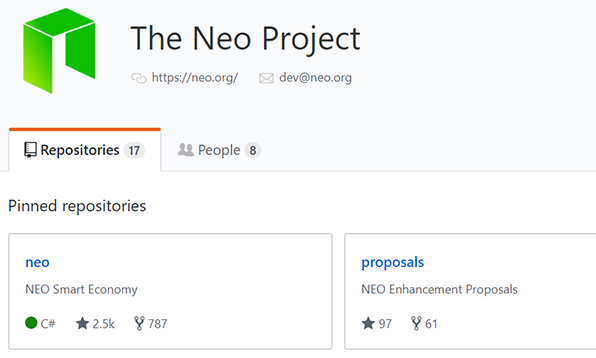 The Neo Project
https://neo.org/ dev@neo.org
Repositories 17 People 8
Pinned repositories
neo
NEO Smart Economy
C# 2.5k 787
proposals
NEO Enhancement Proposals
97 61